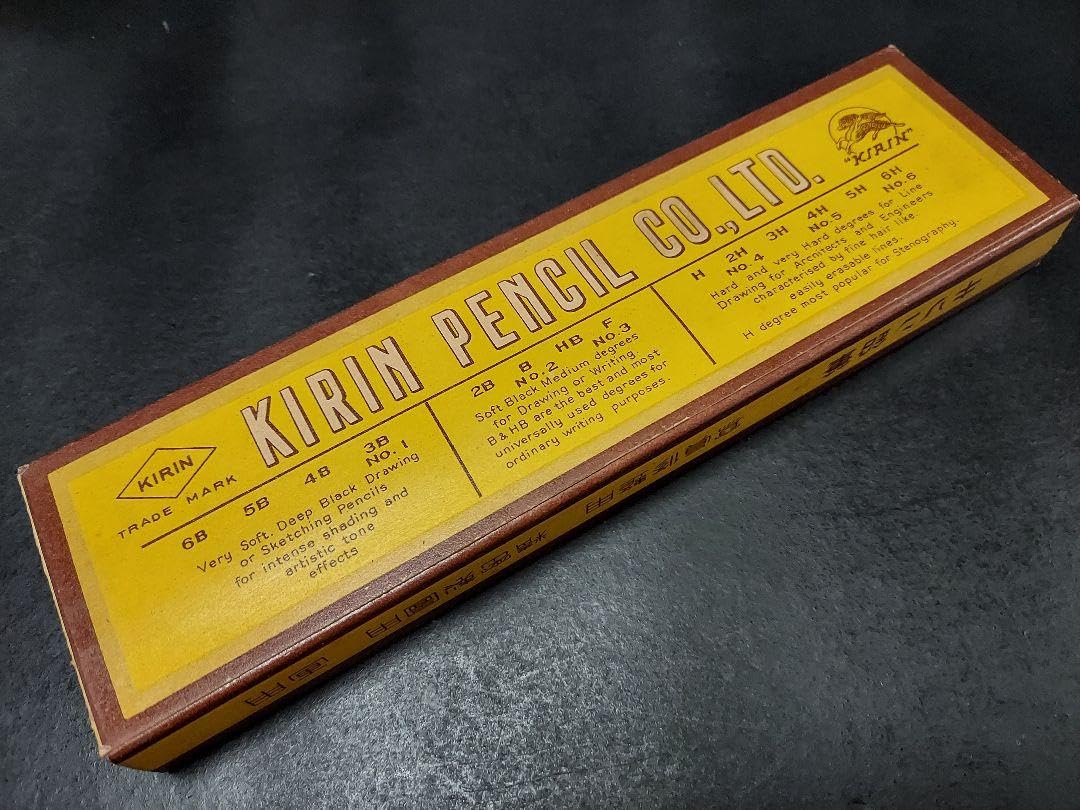 KIRIN
TRADE MARK
KIRIN PENCIL CO., LTD.
"KIRIN"
6B 5B 4B 3B
NO. 1
Very Soft. Deep Black Drawing
or Sketching Pencils
for intense shading and
artistic tone
effects
2B B HB F
NO.2 NO.3
Soft Black Medium degrees
for Drawing or Writing.
B & HB are the best and most
universally used degrees for
ordinary writing purposes.
H 2H 3H 4H 5H 6H
NO.4 NO.5 NO.6
Hard and very Hard degrees for Line
Drawing for Architects and Engineers
characterised by fine hair like.
easily erasable lines.
H degree most popular for Stenography.